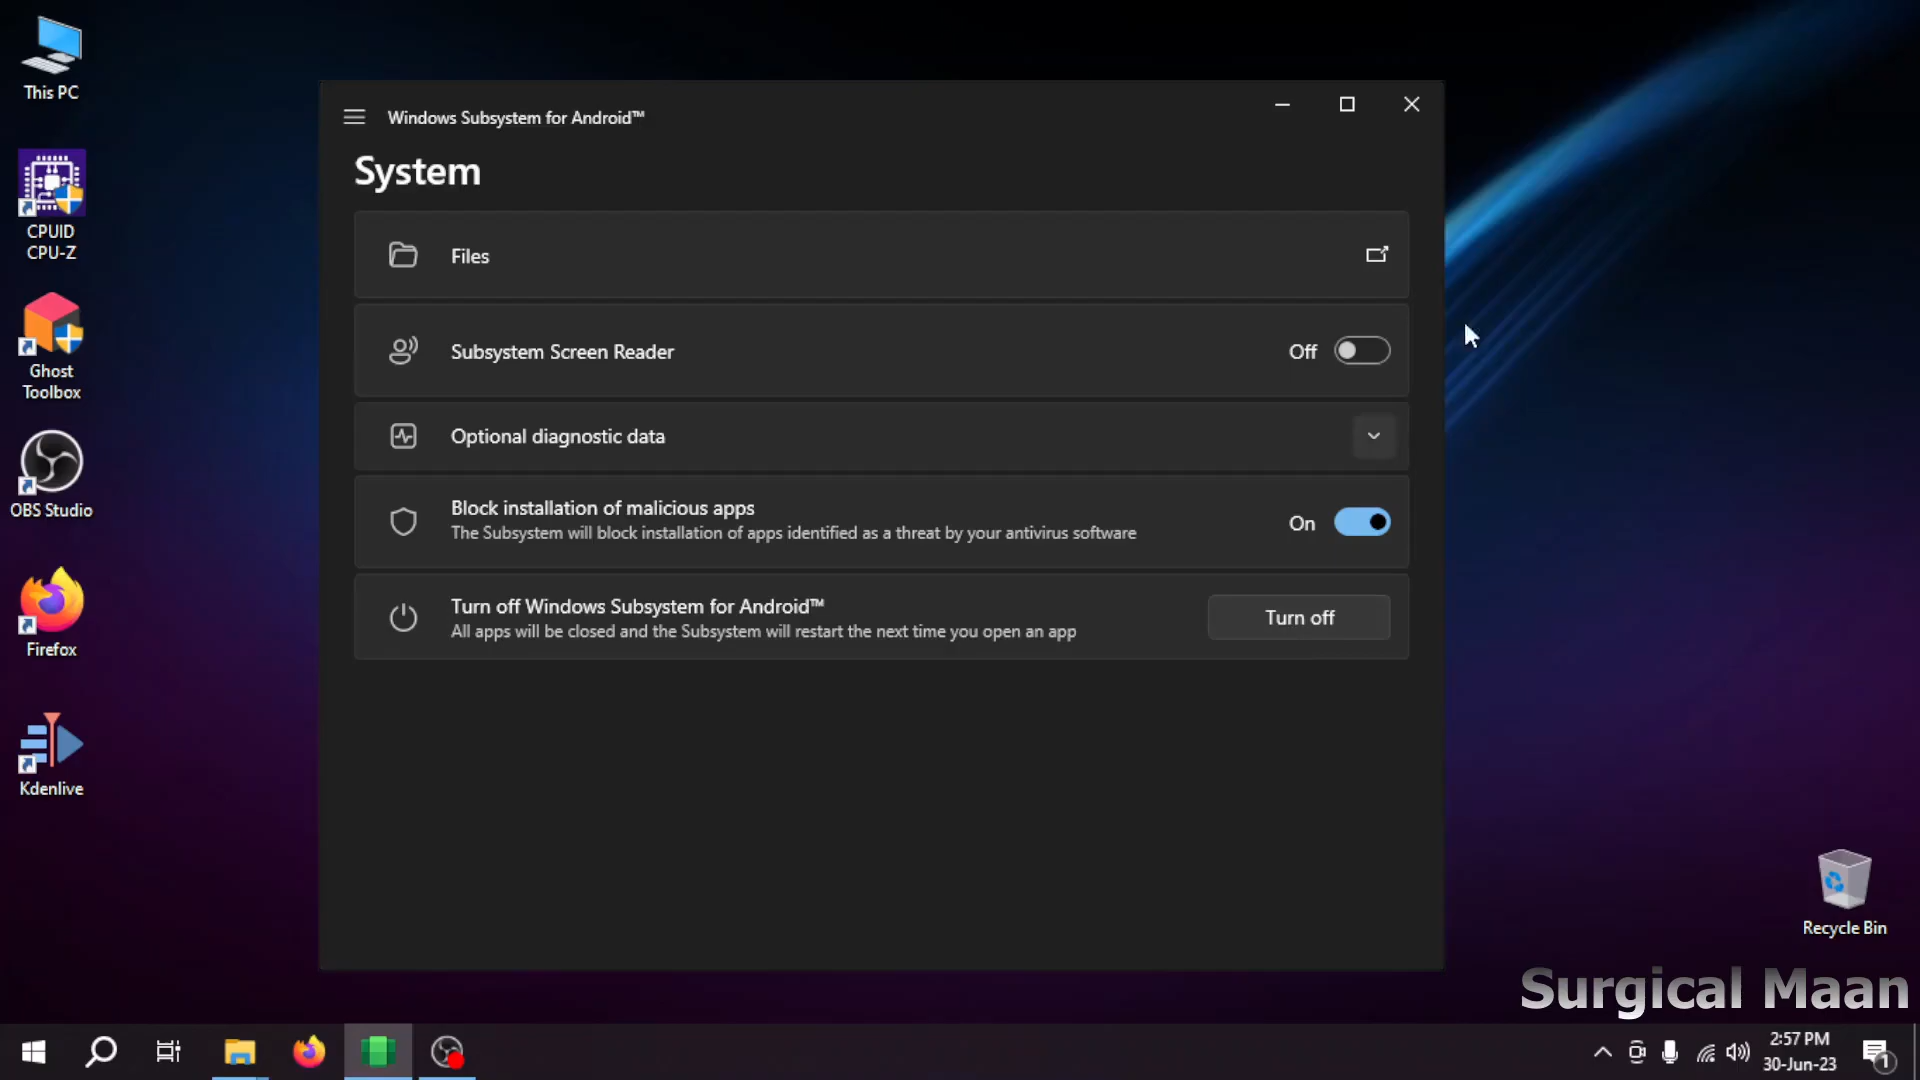 This PC
CPUID
CPU-Z
Ghost
Toolbox
OBS Studio
Firefox
Kdenlive
Windows Subsystem for Android™
System
Files
Subsystem Screen Reader
Off
Optional diagnostic data
Block installation of malicious apps
The Subsystem will block installation of apps identified as a threat by your antivirus software
On
Turn off Windows Subsystem for Android™
All apps will be closed and the Subsystem will restart the next time you open an app
Turn off
Recycle Bin
Surgical Maan
2:57 PM
30-Jun-23
1